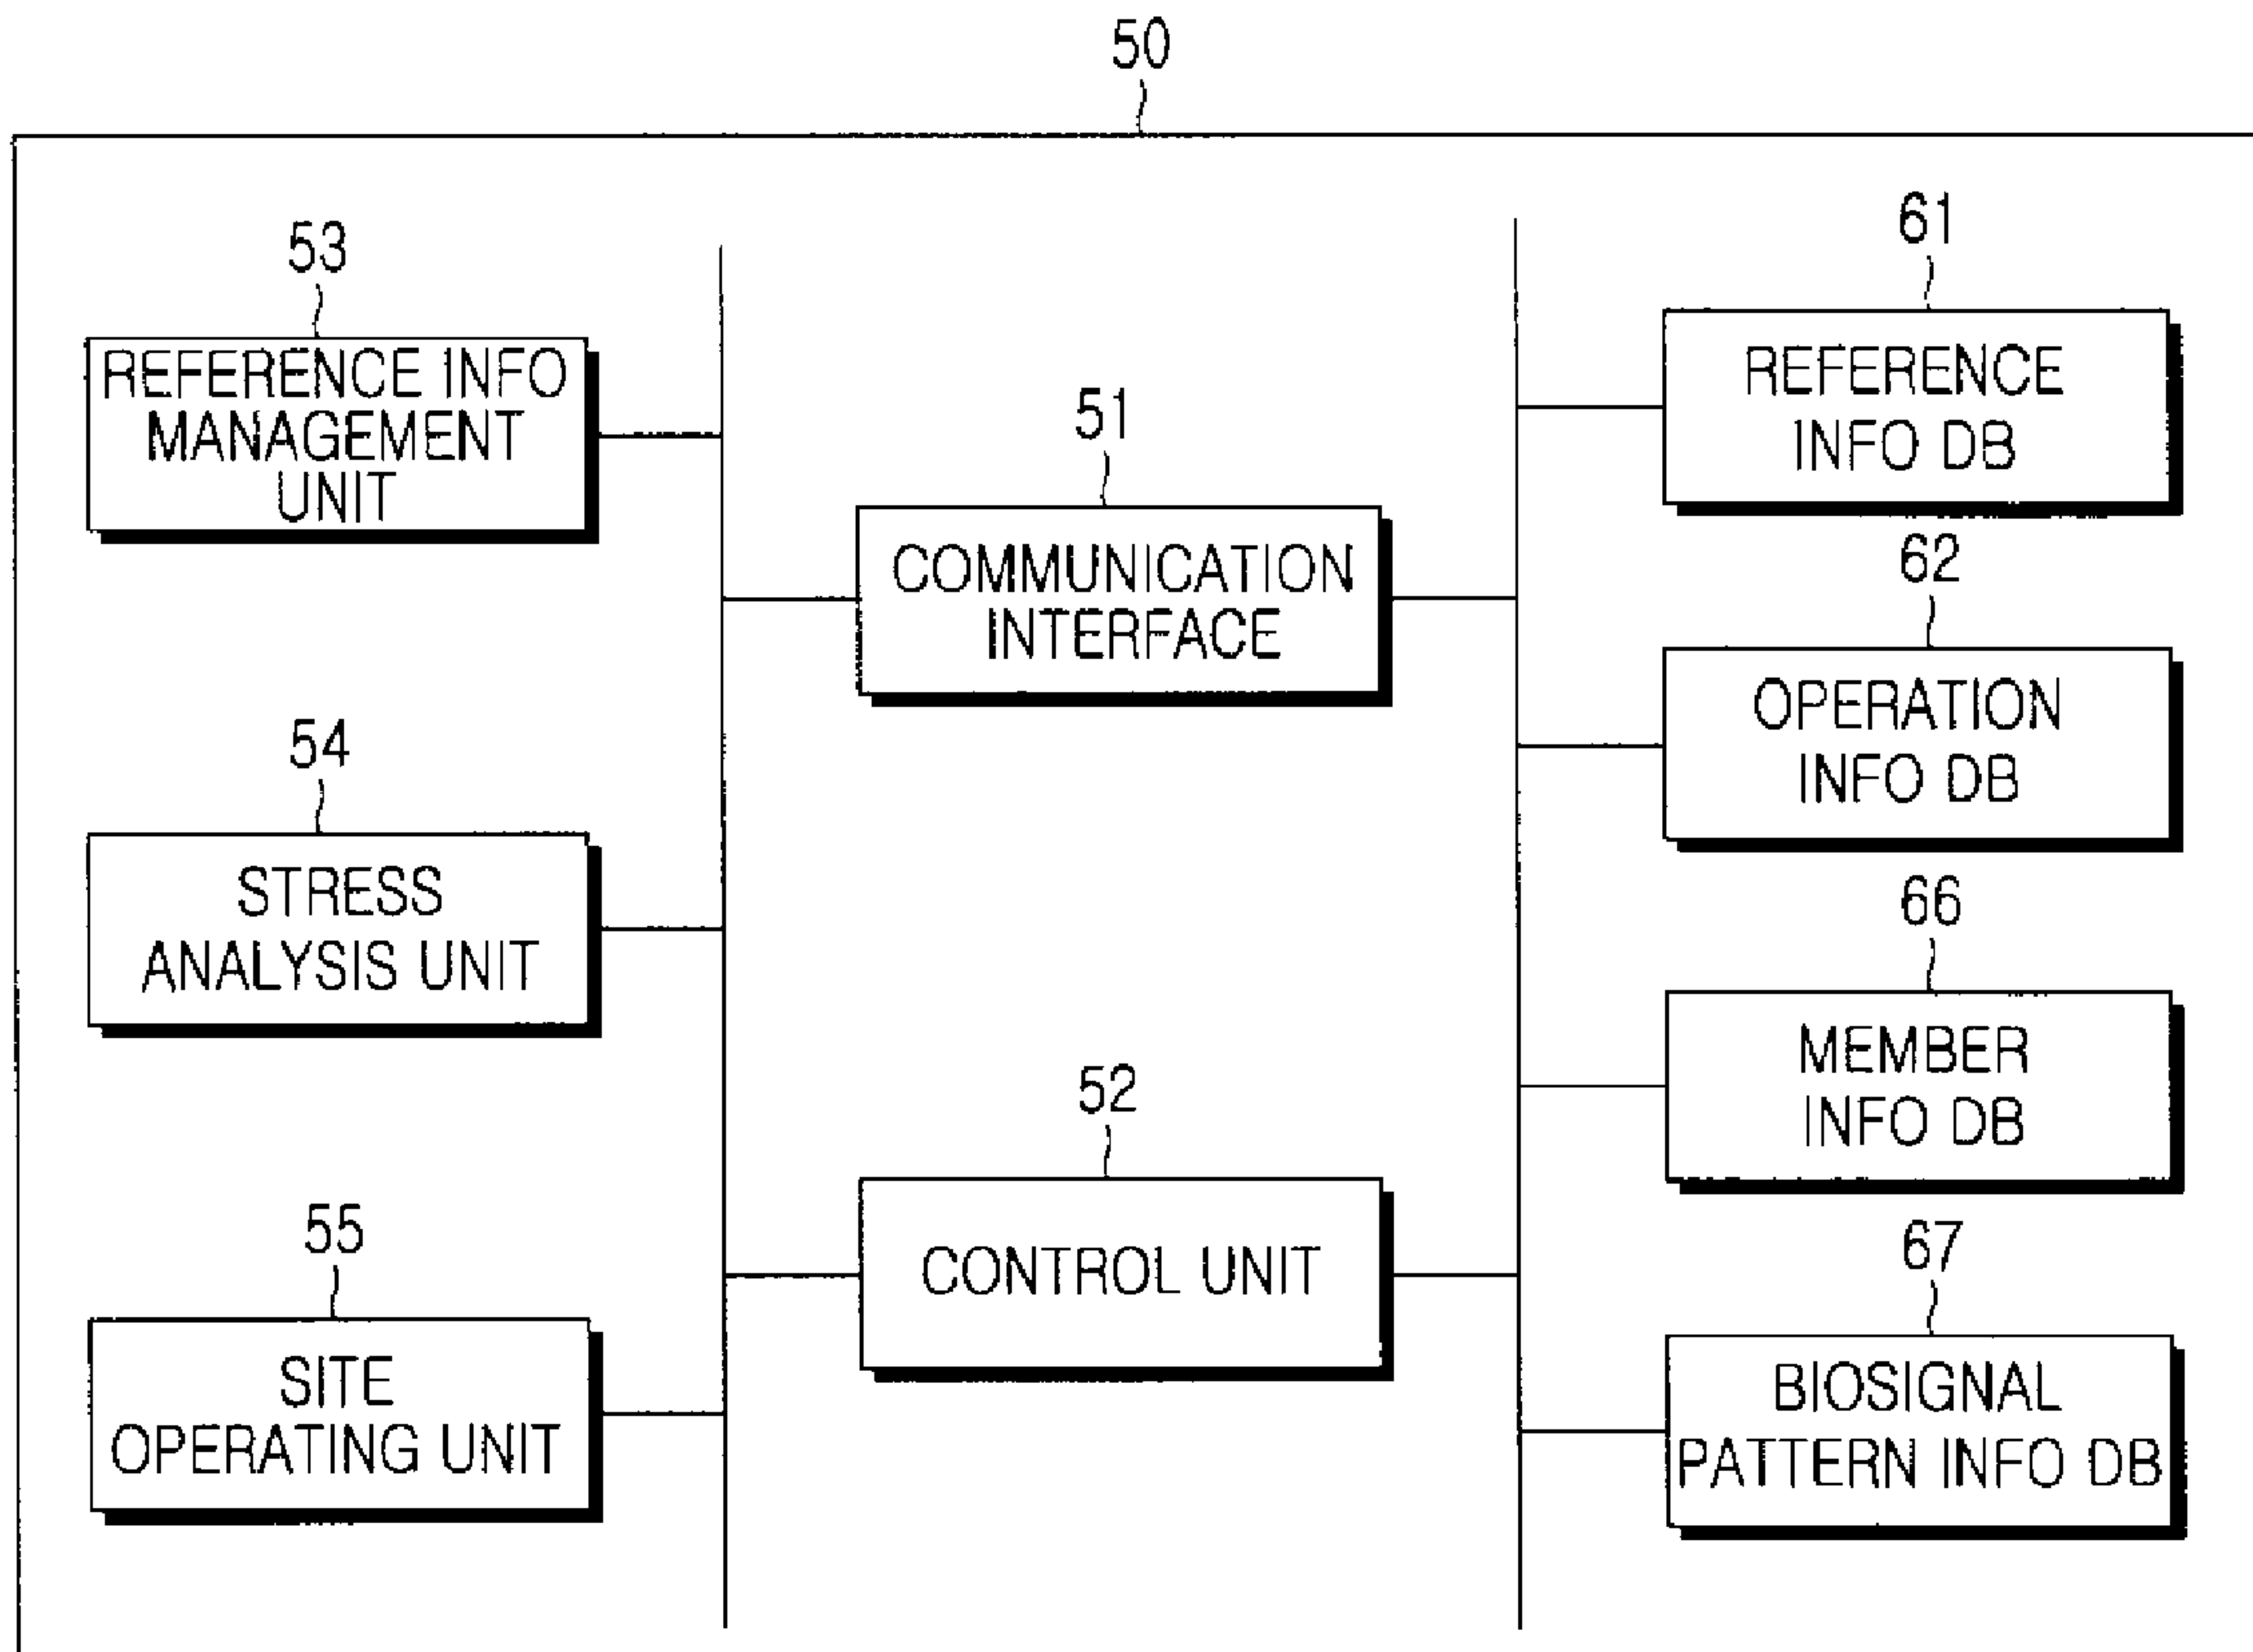 50
53
REFERENCE INFO
MANAGEMENT
UNIT
54
STRESS
ANALYSIS UNIT
55
SITE
OPERATING UNIT
51
COMMUNICATION
INTERFACE
52
CONTROL UNIT
61
REFERENCE
INFO DB
62
OPERATION
INFO DB
66
MEMBER
INFO DB
67
BIOSIGNAL
PATTERN INFO DB